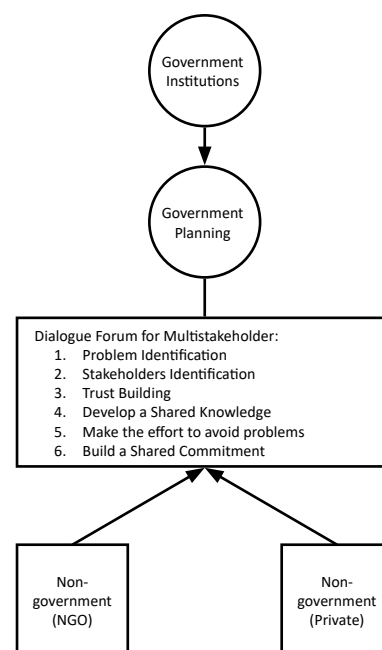 Government
Institutions
Government
Planning
Dialogue Forum for Multistakeholder:
1. Problem Identification
2. Stakeholders Identification
3. Trust Building
4. Develop a Shared Knowledge
5. Make the effort to avoid problems
6. Build a Shared Commitment
Non-
government
(NGO)
Non-
government
(Private)